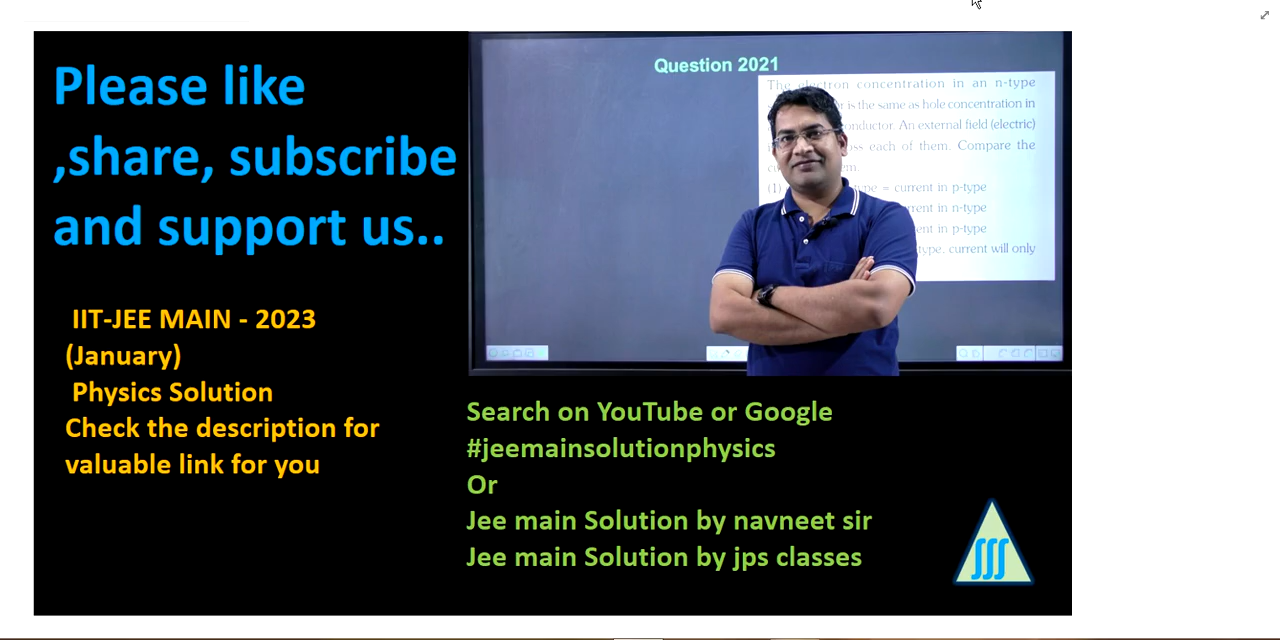 Please like
,share, subscribe
and support us..
IIT-JEE MAIN - 2023
(January)
Physics Solution
Check the description for
valuable link for you
Question 2021
The electron concentration in an n-type
is the same as hole concentration in
An external field (electric)
each of them. Compare the
(1) = current in p-type
in n-type
in p-type
type, current will only
Search on YouTube or Google
#jeemainsolutionphysics
Or
Jee main Solution by navneet sir
Jee main Solution by jps classes